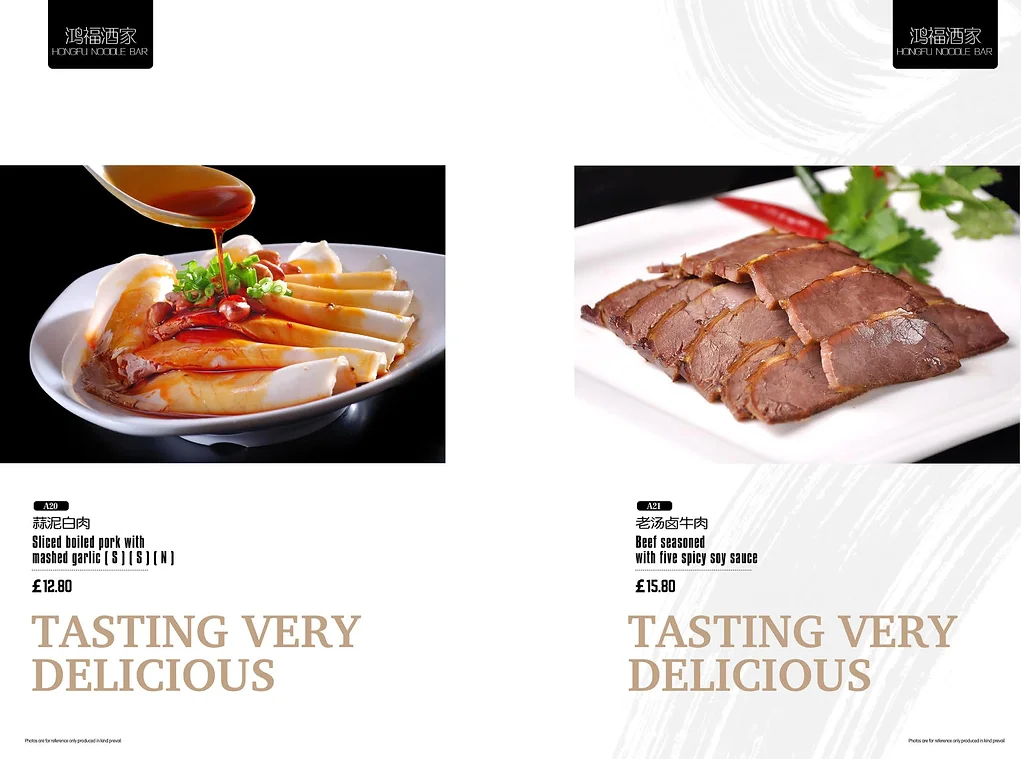 鸿福酒家
HONGFU NOODLE BAR
A20
蒜泥白肉
Sliced boiled pork with
mashed garlic ( S ) ( S ) ( N )
£12.80
TASTING VERY
DELICIOUS
Photos are for reference only produced in kind prevail
鸿福酒家
HONGFU NOODLE BAR
A21
老汤卤牛肉
Beef seasoned
with five spicy soy sauce
£15.80
TASTING VERY
DELICIOUS
Photos are for reference only produced in kind prevail